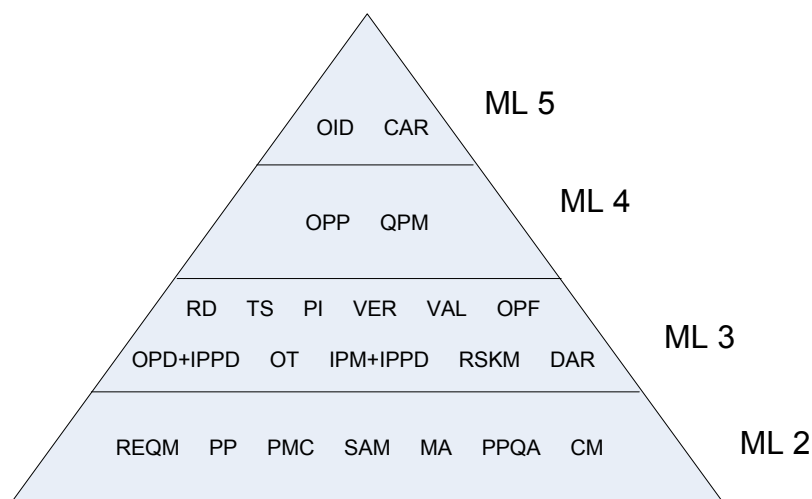 ML 5
OID CAR
ML 4
OPP QPM
RD TS PI VER VAL OPF
ML 3
OPD+IPPD OT IPM+IPPD RSKM DAR
REQM PP PMC SAM MA PPQA CM
ML 2